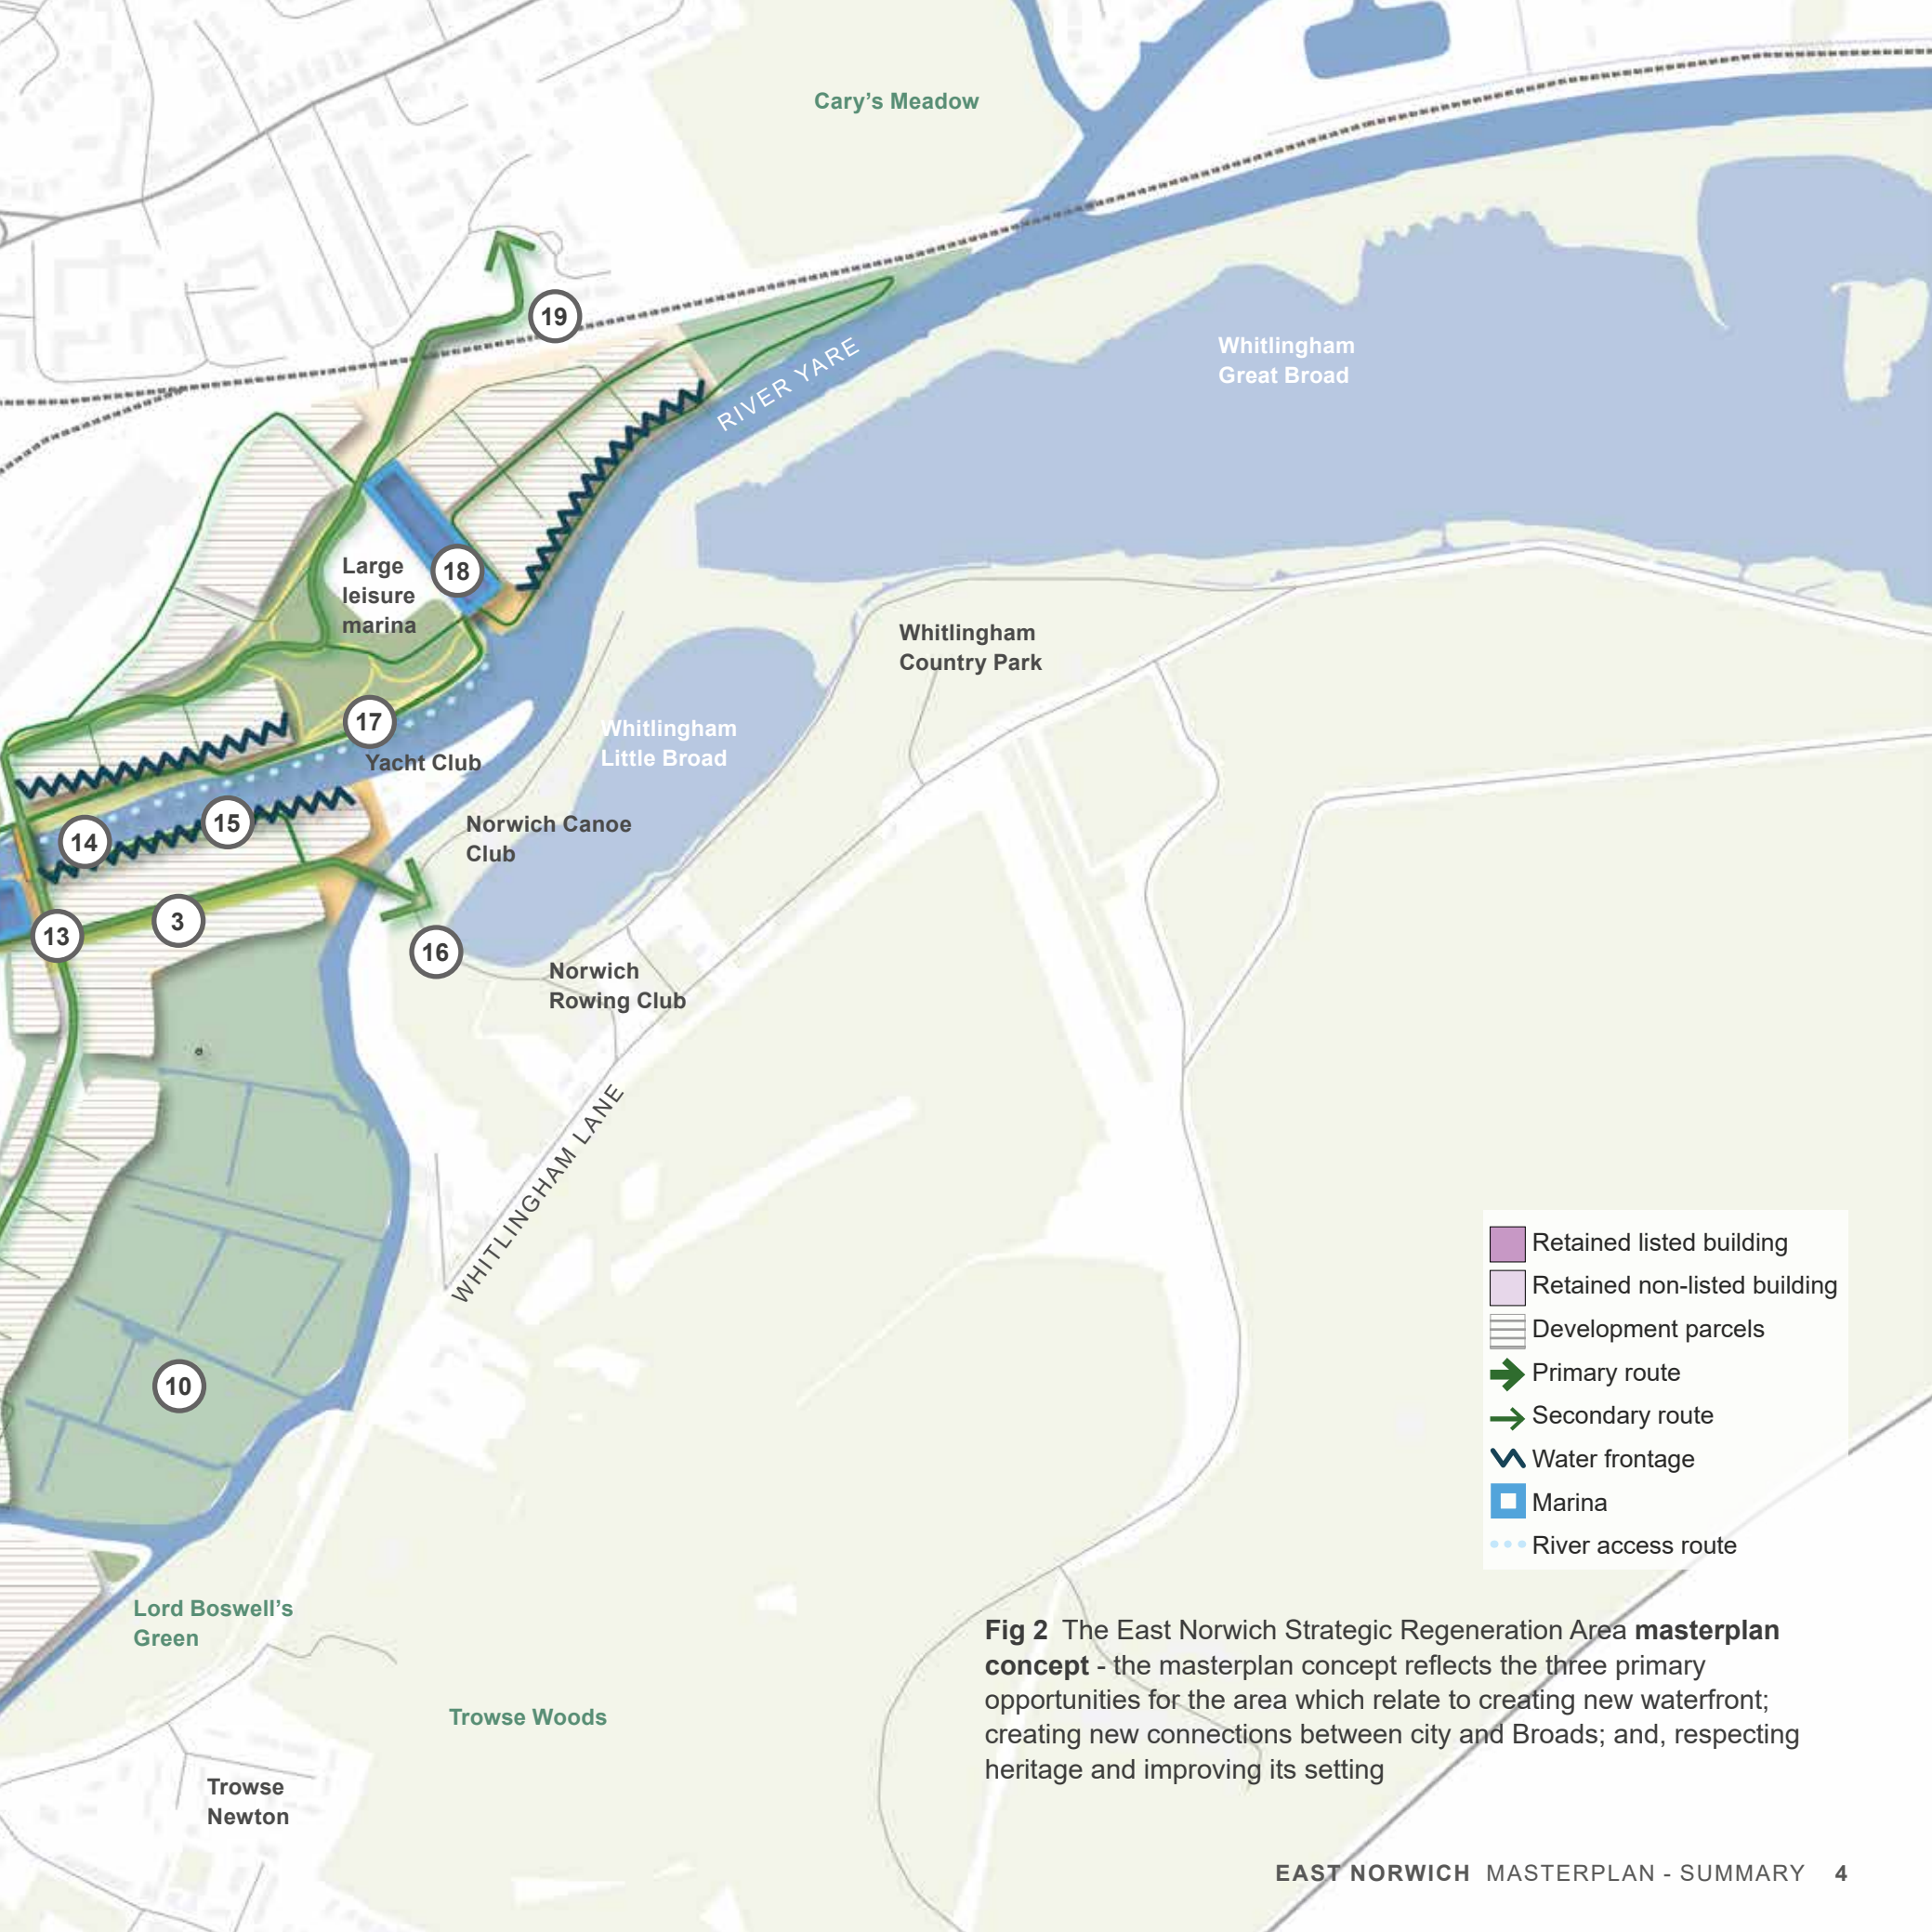 Cary's Meadow
19
RIVER YARE
Whitlingham
Great Broad
Large
leisure
marina
18
Whitlingham
Country Park
17
Yacht Club
Whitlingham
Little Broad
14
15
Norwich Canoe
Club
13
3
16
Norwich
Rowing Club
WHITLINGHAM LANE
10
Retained listed building
Retained non-listed building
Development parcels
Primary route
Secondary route
Water frontage
Marina
River access route
Lord Boswell's
Green
Trowse Woods
Trowse
Newton
Fig 2 The East Norwich Strategic Regeneration Area masterplan
concept - the masterplan concept reflects the three primary
opportunities for the area which relate to creating new waterfront;
creating new connections between city and Broads; and, respecting
heritage and improving its setting
EAST NORWICH MASTERPLAN - SUMMARY 4